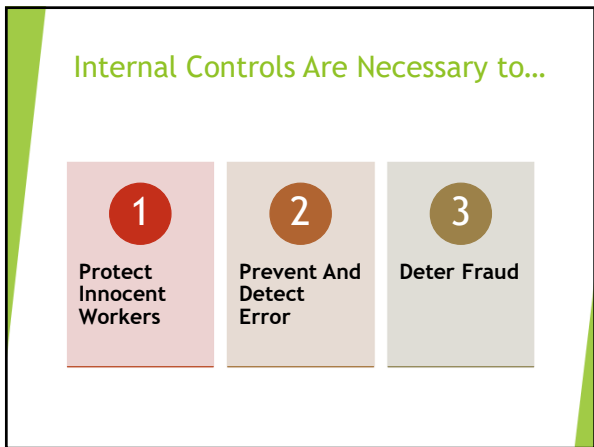 Internal Controls Are Necessary to…
1
Protect
Innocent
Workers
2
Prevent And
Detect
Error
3
Deter Fraud